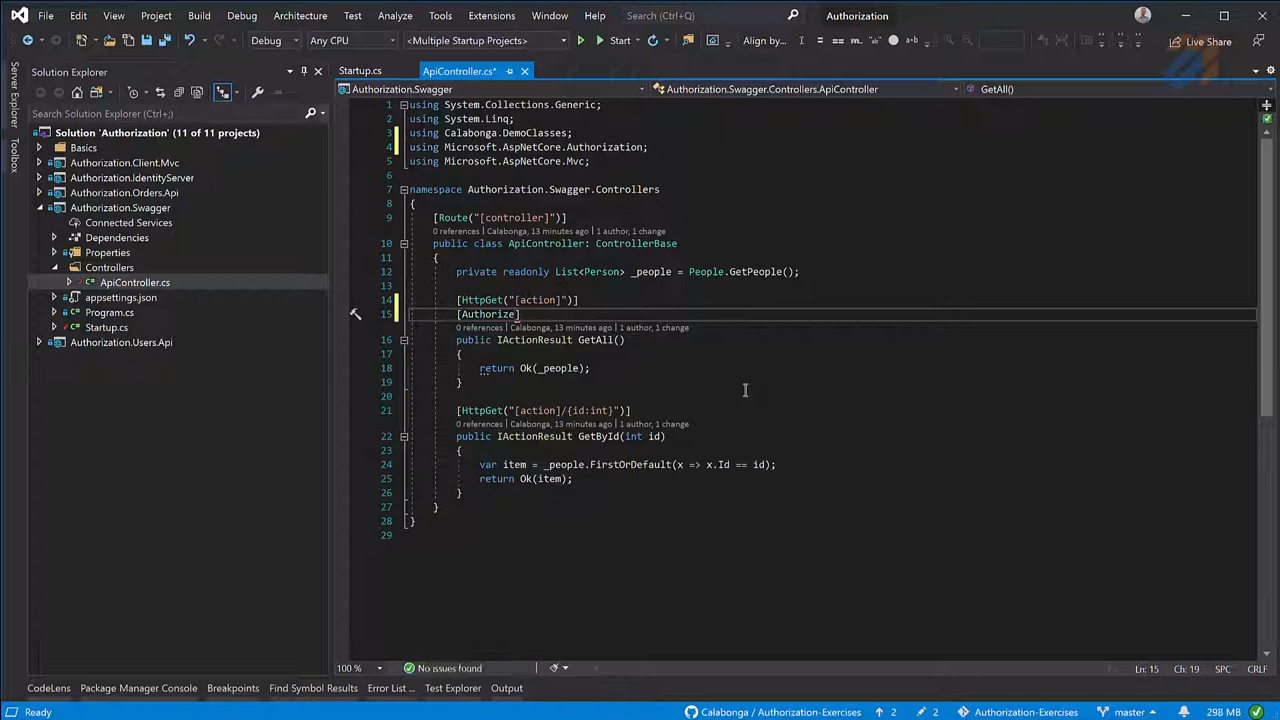 File Edit View Project Build Debug Architecture Test Analyze Tools Extensions Window Help Search (Ctrl+Q) Authorization
Debug Any CPU <Multiple Startup Projects> Start Align by... Live Share
Server Explorer
Toolbox
Solution Explorer
Search Solution Explorer (Ctrl+;)
Solution 'Authorization' (11 of 11 projects)
Basics
Authorization.Client.Mvc
Authorization.IdentityServer
Authorization.Orders.Api
Authorization.Swagger
Connected Services
Dependencies
Properties
Controllers
ApiController.cs
appsettings.json
Program.cs
Startup.cs
Authorization.Users.Api
Startup.cs ApiController.cs*
Authorization.Swagger Authorization.Swagger.Controllers.ApiController GetAll()
1 using System.Collections.Generic;
2 using System.Linq;
3 using Calabonga.DemoClasses;
4 using Microsoft.AspNetCore.Authorization;
5 using Microsoft.AspNetCore.Mvc;
6
7 namespace Authorization.Swagger.Controllers
8 {
9 [Route("[controller]")]
0 references | Calabonga, 13 minutes ago | 1 author, 1 change
10 public class ApiController: ControllerBase
11 {
12 private readonly List<Person> _people = People.GetPeople();
13
14 [HttpGet("[action]")]
15 [Authorize]
0 references | Calabonga, 13 minutes ago | 1 author, 1 change
16 public IActionResult GetAll()
17 {
18 return Ok(_people);
19 }
20
21 [HttpGet("[action]/{id:int}")]
0 references | Calabonga, 13 minutes ago | 1 author, 1 change
22 public IActionResult GetById(int id)
23 {
24 var item = _people.FirstOrDefault(x => x.Id == id);
25 return Ok(item);
26 }
27 }
28 }
29
100 % No issues found Ln: 15 Ch: 19 SPC CRLF
CodeLens Package Manager Console Breakpoints Find Symbol Results Error List ... Test Explorer Output
Ready Calabonga / Authorization-Exercises 2 2 Authorization-Exercises master 298 MB